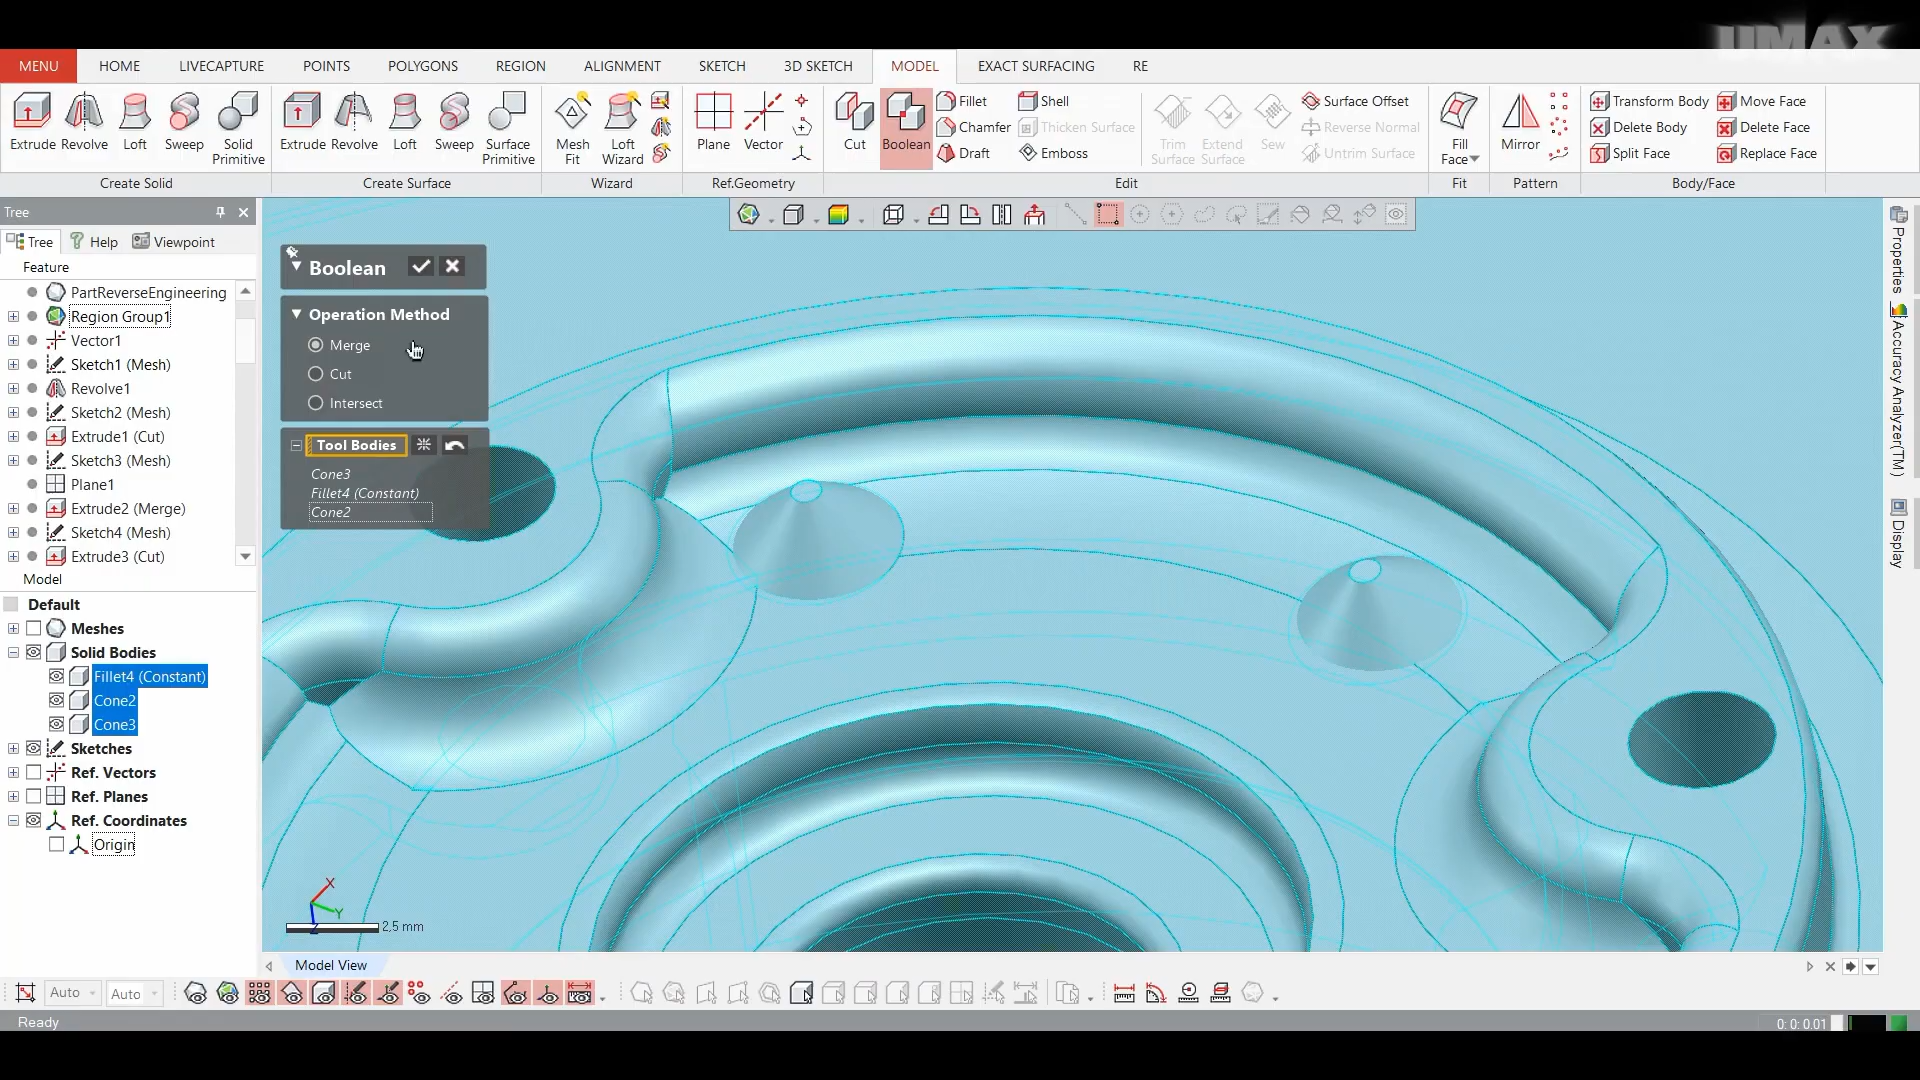 UMAX
MENU HOME LIVECAPTURE POINTS POLYGONS REGION ALIGNMENT SKETCH 3D SKETCH MODEL EXACT SURFACING RE
Extrude Revolve Loft Sweep Solid Primitive
Create Solid
Extrude Revolve Loft Sweep Surface Primitive
Create Surface
Mesh Fit Loft Wizard
Wizard
Plane Vector
Ref.Geometry
Cut Boolean Fillet Chamfer Draft Shell Thicken Surface Emboss
Trim Surface Extend Surface Sew Surface Offset Reverse Normal Untrim Surface
Edit
Fill Face
Fit
Mirror
Pattern
Transform Body Move Face
Delete Body Delete Face
Split Face Replace Face
Body/Face
Tree
Tree Help Viewpoint
Feature
PartReverseEngineering
Region Group1
Vector1
Sketch1 (Mesh)
Revolve1
Sketch2 (Mesh)
Extrude1 (Cut)
Sketch3 (Mesh)
Plane1
Extrude2 (Merge)
Sketch4 (Mesh)
Extrude3 (Cut)
Model
Default
Meshes
Solid Bodies
Fillet4 (Constant)
Cone2
Cone3
Sketches
Ref. Vectors
Ref. Planes
Ref. Coordinates
Origin
Boolean
Operation Method
Merge
Cut
Intersect
Tool Bodies
Cone3
Fillet4 (Constant)
Cone2
X
Y
Z
2,5 mm
Properties
Accuracy Analyzer(TM)
Display
Model View
Auto Auto
Ready
0: 0: 0.01